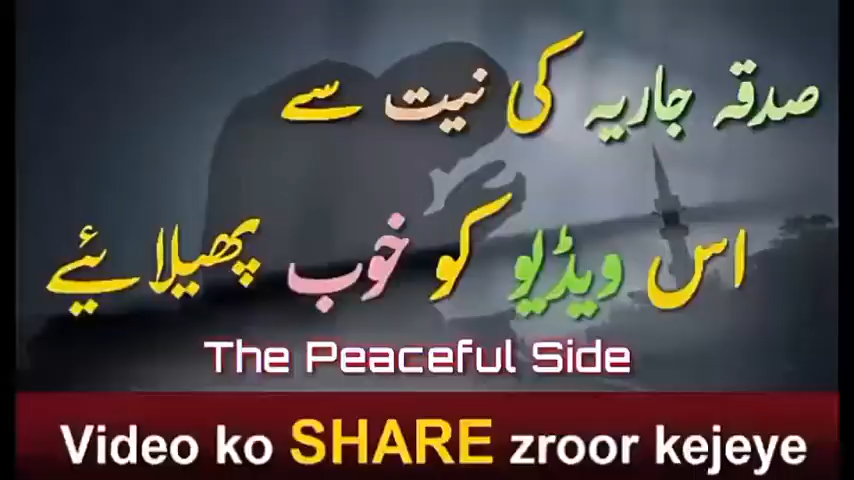 صدقہ جاریہ کی نیت سے
اس ویڈیو کو خوب پھیلائیے
The Peaceful Side
Video ko SHARE zroor kejeye